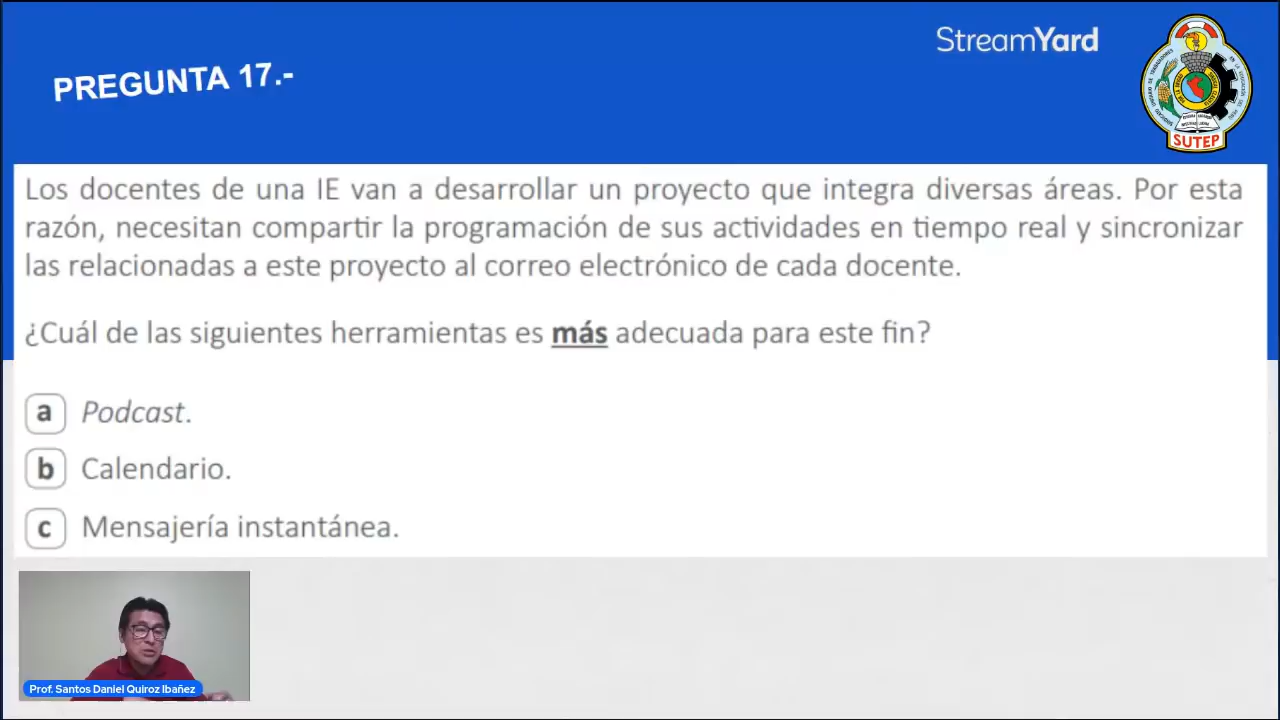 StreamYard
PREGUNTA 17.-
SUTEP
Los docentes de una IE van a desarrollar un proyecto que integra diversas áreas. Por esta
razón, necesitan compartir la programación de sus actividades en tiempo real y sincronizar
las relacionadas a este proyecto al correo electrónico de cada docente.
¿Cuál de las siguientes herramientas es más adecuada para este fin?
a Podcast.
b Calendario.
c Mensajería instantánea.
Prof. Santos Daniel Quiroz Ibañez